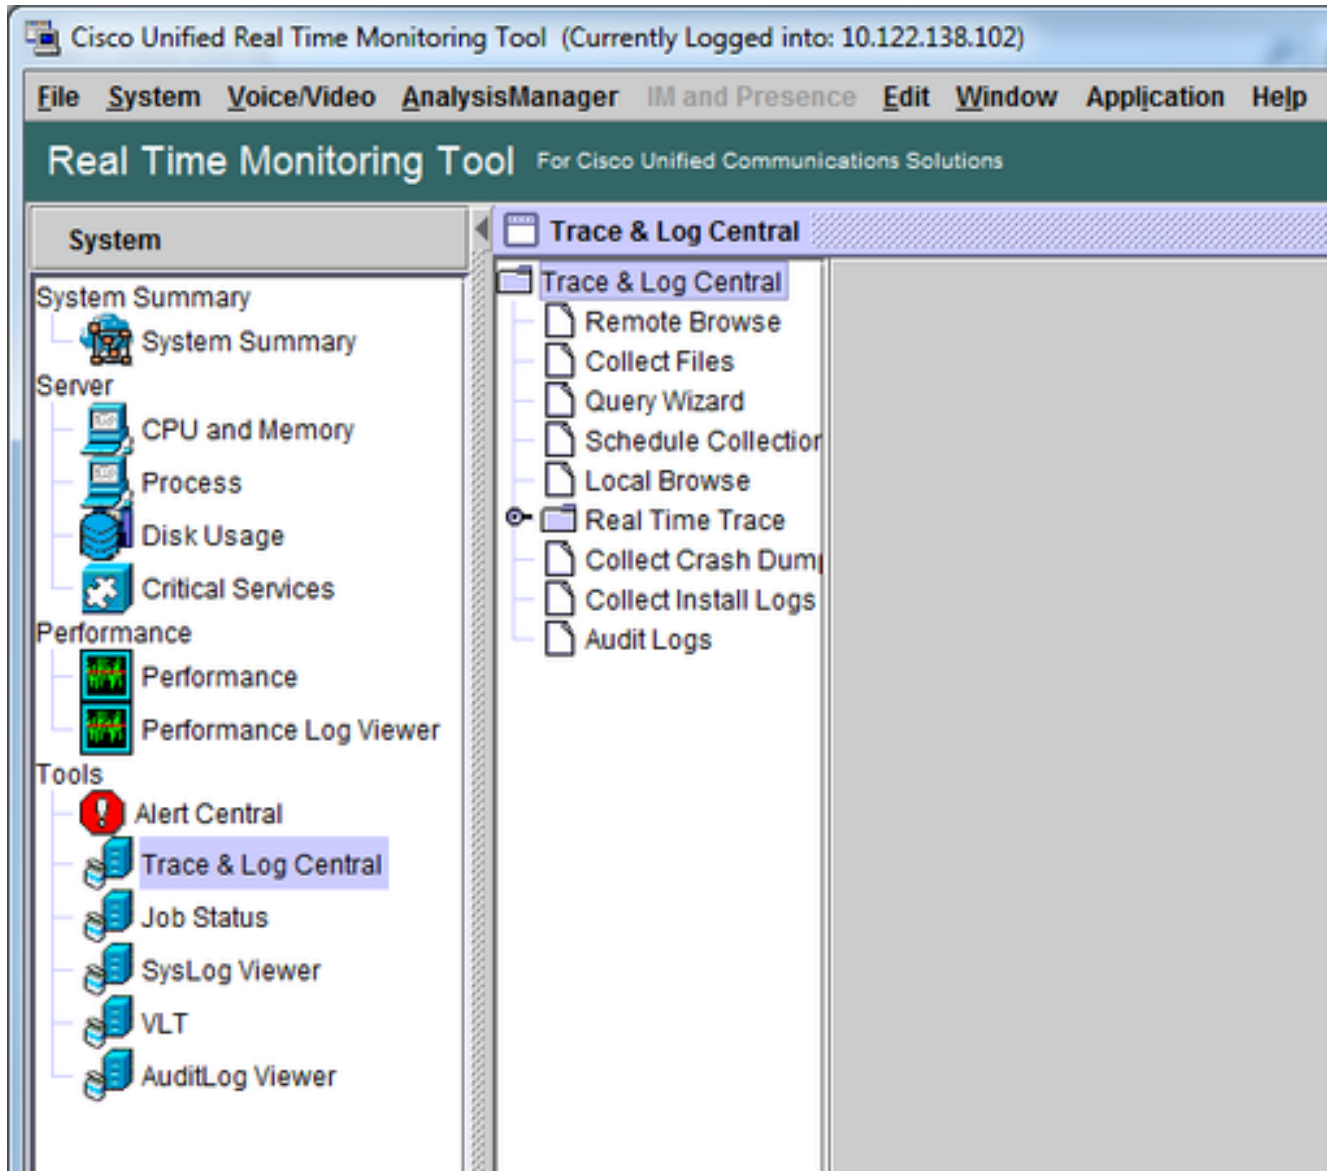 Cisco Unified Real Time Monitoring Tool (Currently Logged into: 10.122.138.102)
File System Voice/Video AnalysisManager IM and Presence Edit Window Application Help
Real Time Monitoring Tool For Cisco Unified Communications Solutions
System
System Summary
System Summary
Server
CPU and Memory
Process
Disk Usage
Critical Services
Performance
Performance
Performance Log Viewer
Tools
Alert Central
Trace & Log Central
Job Status
SysLog Viewer
VLT
AuditLog Viewer
Trace & Log Central
Trace & Log Central
Remote Browse
Collect Files
Query Wizard
Schedule Collection
Local Browse
Real Time Trace
Collect Crash Dum
Collect Install Logs
Audit Logs